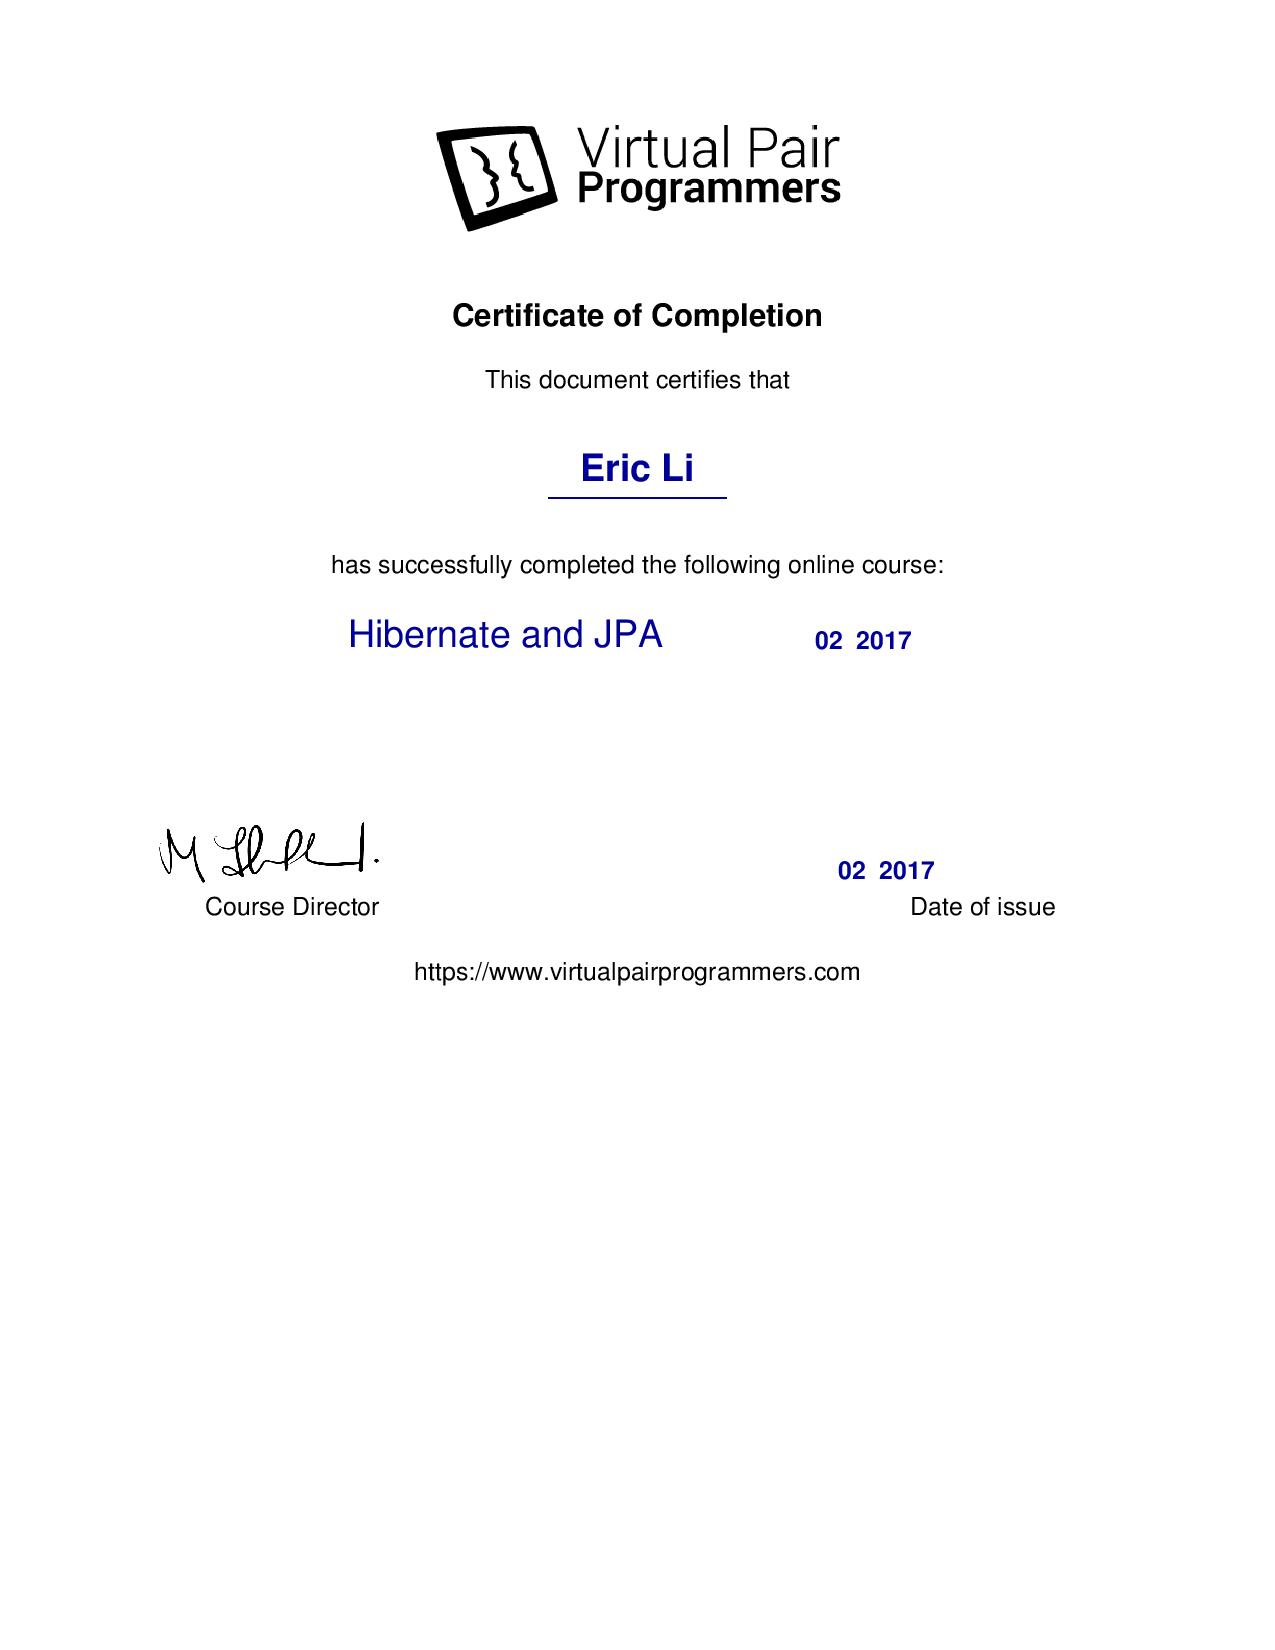 Virtual Pair
Programmers
Certificate of Completion
This document certifies that
Eric Li
has successfully completed the following online course:
Hibernate and JPA 02 2017
02 2017
Course Director Date of issue
https://www.virtualpairprogrammers.com